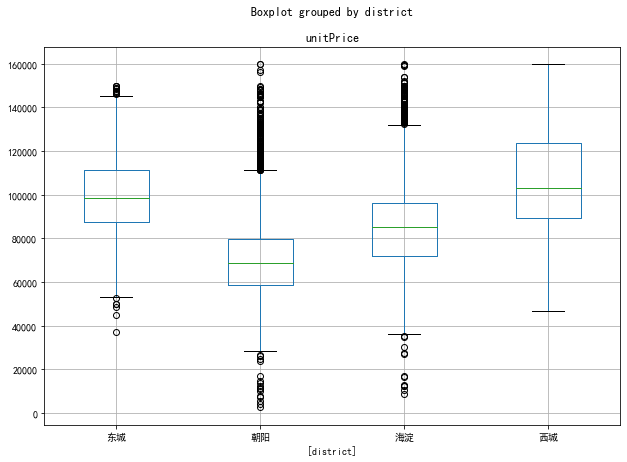 Boxplot grouped by district
unitPrice
160000
140000
120000
100000
80000
60000
40000
20000
0
东城 朝阳 海淀 西城
[district]